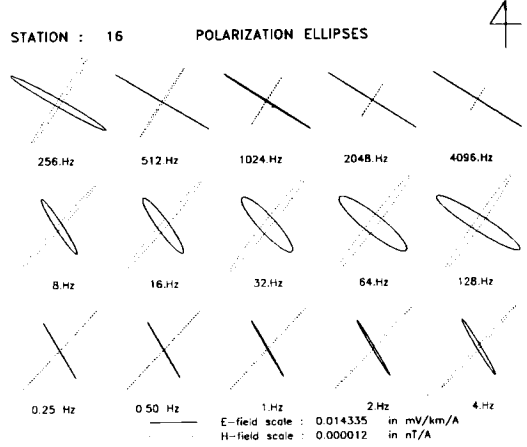 STATION : 16 POLARIZATION ELLIPSES
256.Hz 512.Hz 1024.Hz 2048.Hz 4096.Hz
8.Hz 16.Hz 32.Hz 64.Hz 128.Hz
0.25 Hz 0.50 Hz 1.Hz 2.Hz 4.Hz
E-field scale : 0.014335 in mV/km/A
H-field scale : 0.000012 in nT/A